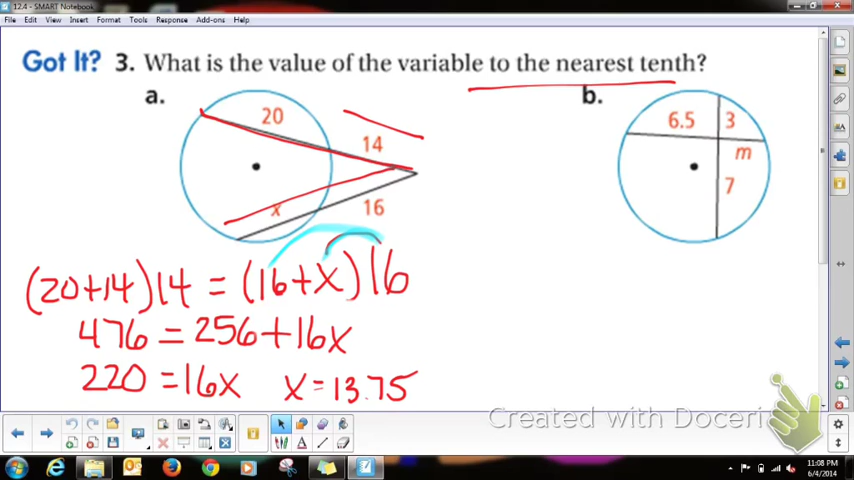 12.4 - SMART Notebook
File Edit View Insert Format Tools Response Add-ons Help
Got It? 3. What is the value of the variable to the nearest tenth?
a.
20
14
x
16
b.
6.5
3
m
7
(20+14)14 = (16+x)16
476 = 256+16x
220 = 16x x=13.75
Created with Doceri
11:08 PM
6/4/2014